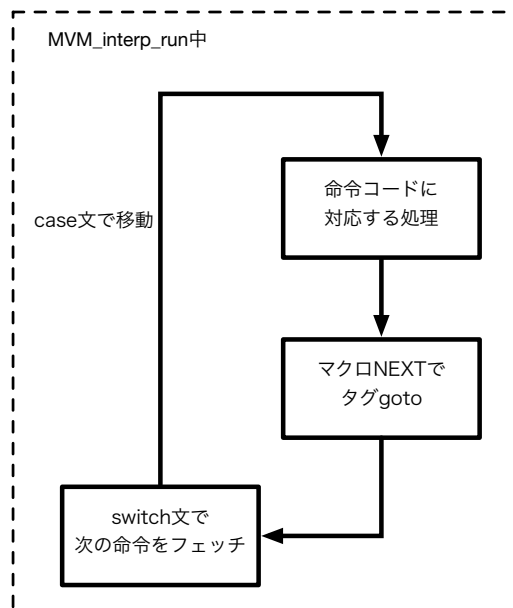 MVM_interp_run中
命令コードに
対応する処理
case文で移動
マクロNEXTで
タグgoto
switch文で
次の命令をフェッチ